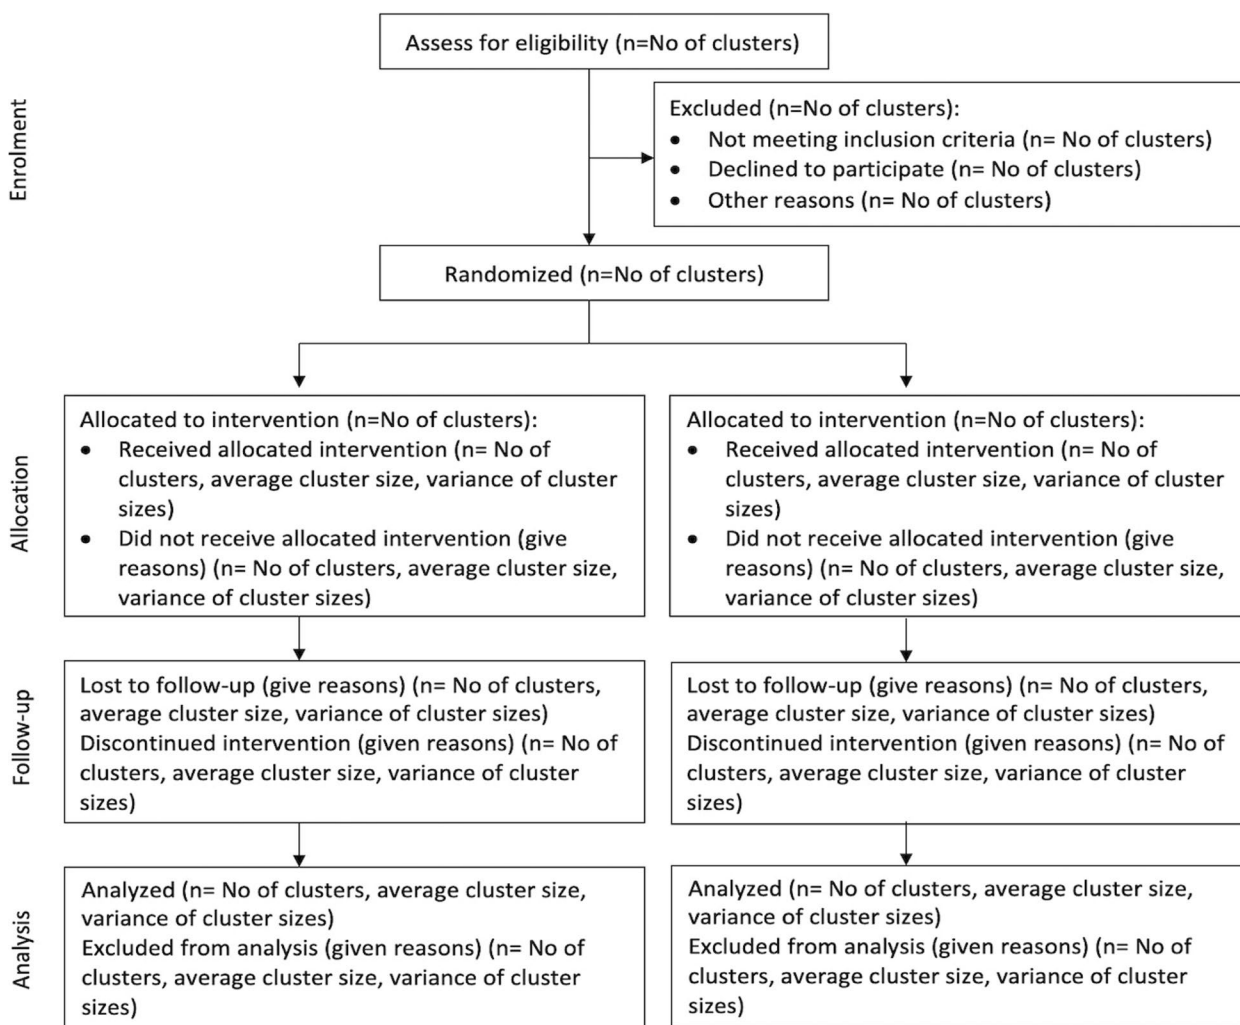 Assess for eligibility (n=No of clusters)
Enrolment
Excluded (n=No of clusters):
• Not meeting inclusion criteria (n= No of clusters)
• Declined to participate (n= No of clusters)
• Other reasons (n= No of clusters)
Randomized (n=No of clusters)
Allocation
Allocated to intervention (n=No of clusters):
• Received allocated intervention (n= No of
clusters, average cluster size, variance of cluster
sizes)
• Did not receive allocated intervention (give
reasons) (n= No of clusters, average cluster size,
variance of cluster sizes)
Allocated to intervention (n=No of clusters):
• Received allocated intervention (n= No of
clusters, average cluster size, variance of cluster
sizes)
• Did not receive allocated intervention (give
reasons) (n= No of clusters, average cluster size,
variance of cluster sizes)
Follow-up
Lost to follow-up (give reasons) (n= No of clusters,
average cluster size, variance of cluster sizes)
Discontinued intervention (given reasons) (n= No of
clusters, average cluster size, variance of cluster
sizes)
Lost to follow-up (give reasons) (n= No of clusters,
average cluster size, variance of cluster sizes)
Discontinued intervention (given reasons) (n= No of
clusters, average cluster size, variance of cluster
sizes)
Analysis
Analyzed (n= No of clusters, average cluster size,
variance of cluster sizes)
Excluded from analysis (given reasons) (n= No of
clusters, average cluster size, variance of cluster
sizes)
Analyzed (n= No of clusters, average cluster size,
variance of cluster sizes)
Excluded from analysis (given reasons) (n= No of
clusters, average cluster size, variance of cluster
sizes)